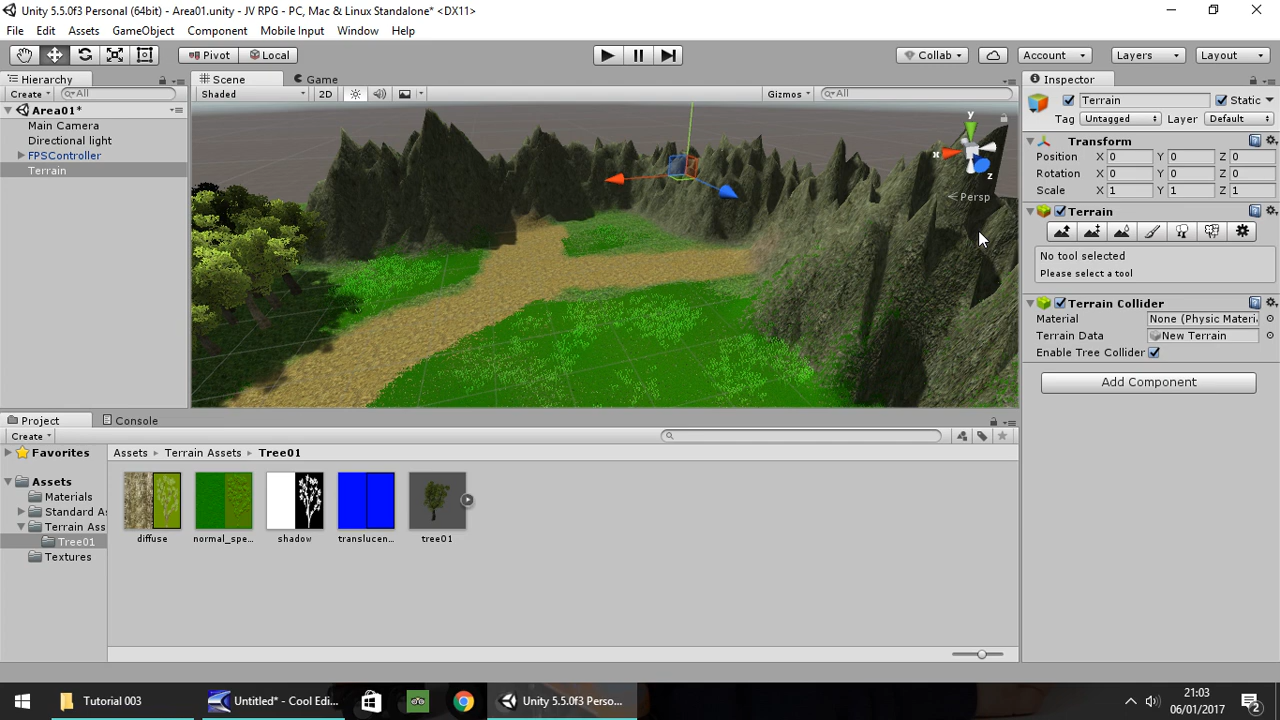 Unity 5.5.0f3 Personal (64bit) - Area01.unity - JV RPG - PC, Mac & Linux Standalone* <DX11>
File Edit Assets GameObject Component Mobile Input Window Help
Pivot Local Collab Account Layers Layout
Hierarchy
Create All
Area01*
Main Camera
Directional light
FPSController
Terrain
Scene Game
Shaded 2D Gizmos All
y
x
z
Persp
Inspector
Terrain Static
Tag Untagged Layer Default
Transform
Position X 0 Y 0 Z 0
Rotation X 0 Y 0 Z 0
Scale X 1 Y 1 Z 1
Terrain
No tool selected
Please select a tool
Terrain Collider
Material None (Physic Materi
Terrain Data New Terrain
Enable Tree Collider
Add Component
Project Console
Create
Favorites
Assets
Materials
Standard As
Terrain Ass
Tree01
Textures
Assets Terrain Assets Tree01
diffuse normal_spe... shadow translucen... tree01
Tutorial 003 Untitled* - Cool Edi... Unity 5.5.0f3 Perso...
21:03
06/01/2017
2